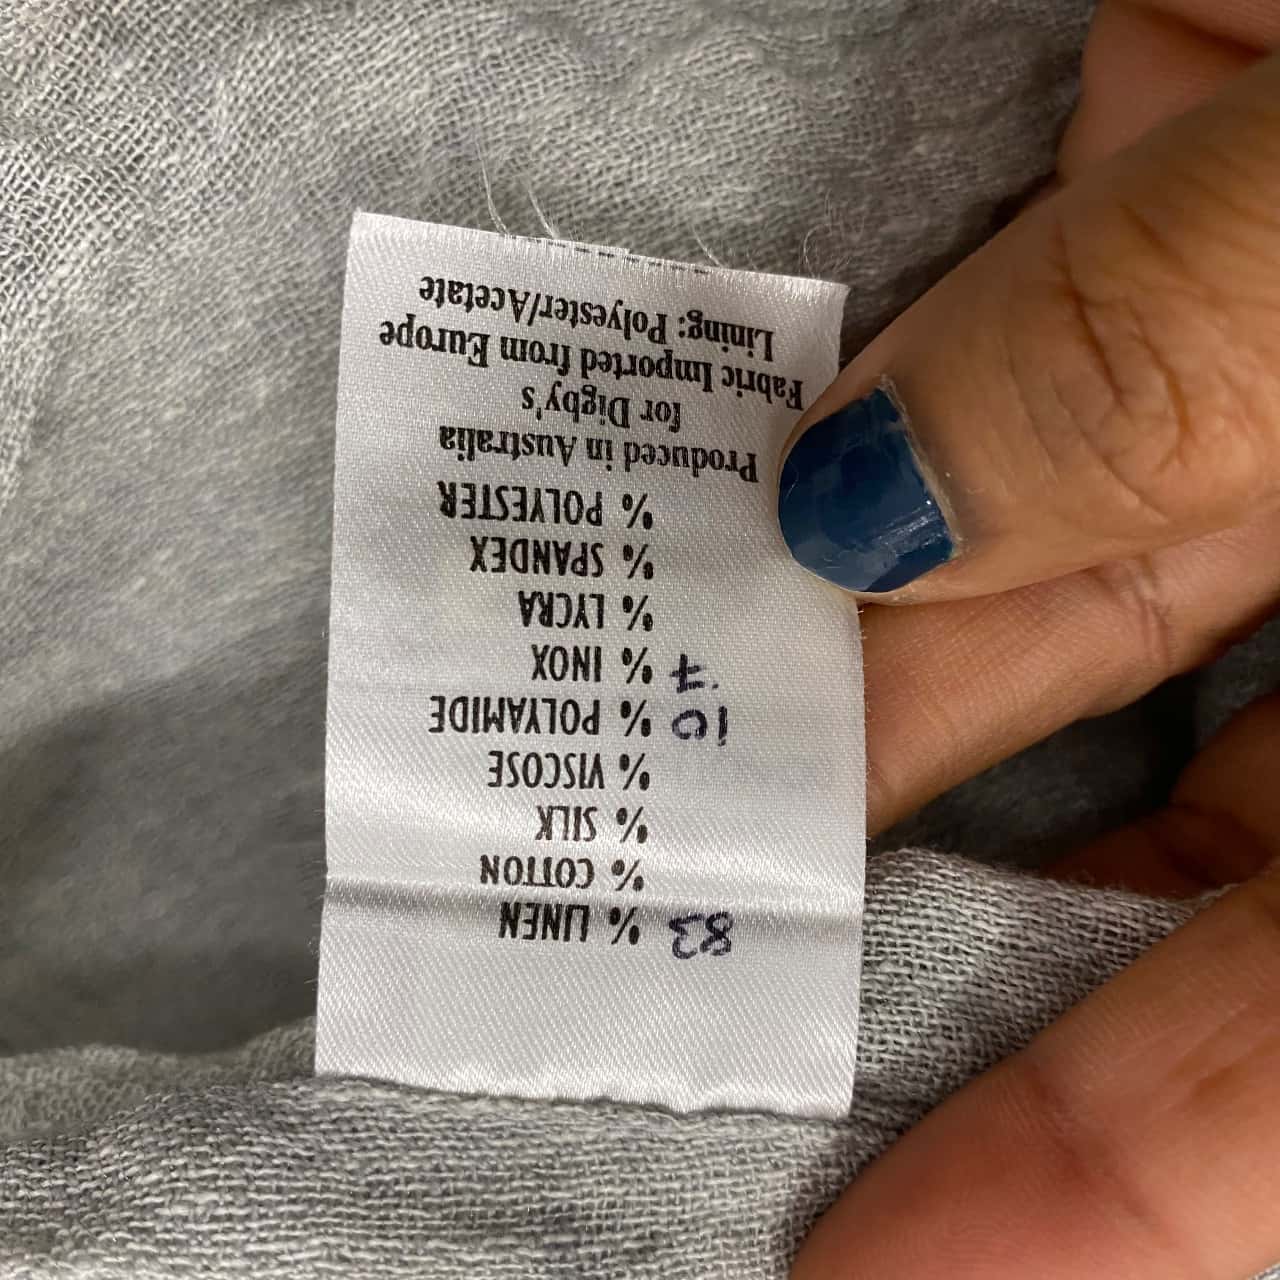 83 % LINEN
% COTTON
% SILK
% VISCOSE
10 % POLYAMIDE
7 % INOX
% LYCRA
% SPANDEX
% POLYESTER
Produced in Australia
for Digby's
Fabric Imported from Europe
Lining: Polyester/Acetate